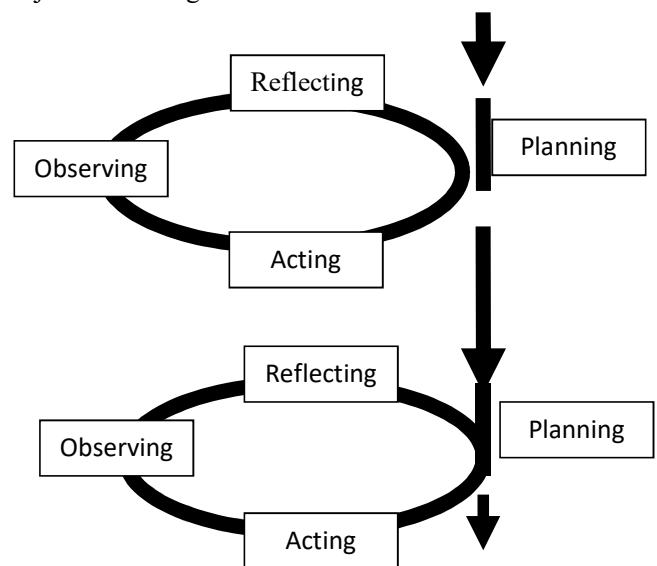 Reflecting
Planning
Observing
Acting
Reflecting
Planning
Observing
Acting